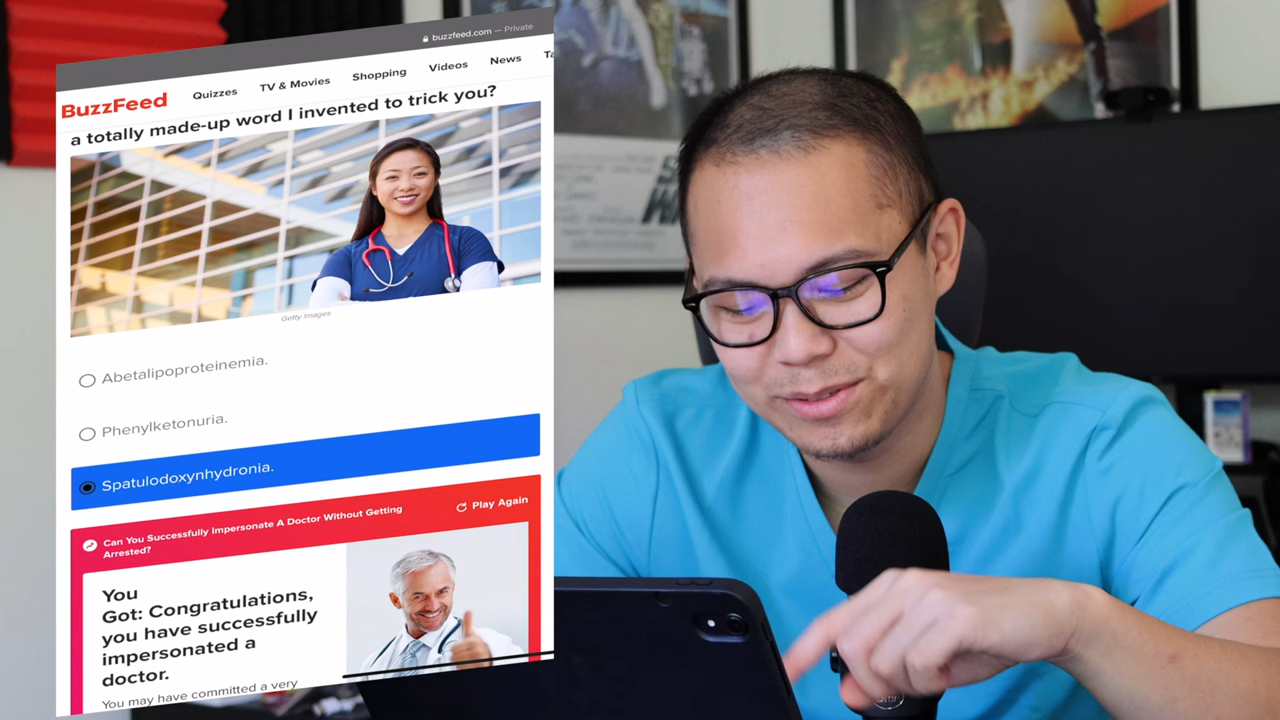 buzzfeed.com — Private
BuzzFeed
Quizzes
TV & Movies
Shopping
Videos
News
Ta
a totally made-up word I invented to trick you?
Getty Images
Abetalipoproteinemia.
Phenylketonuria.
Spatulodoxynhydronia.
Can You Successfully Impersonate A Doctor Without Getting
Arrested?
Play Again
You
Got: Congratulations,
you have successfully
impersonated a
doctor.
You may have committed a very